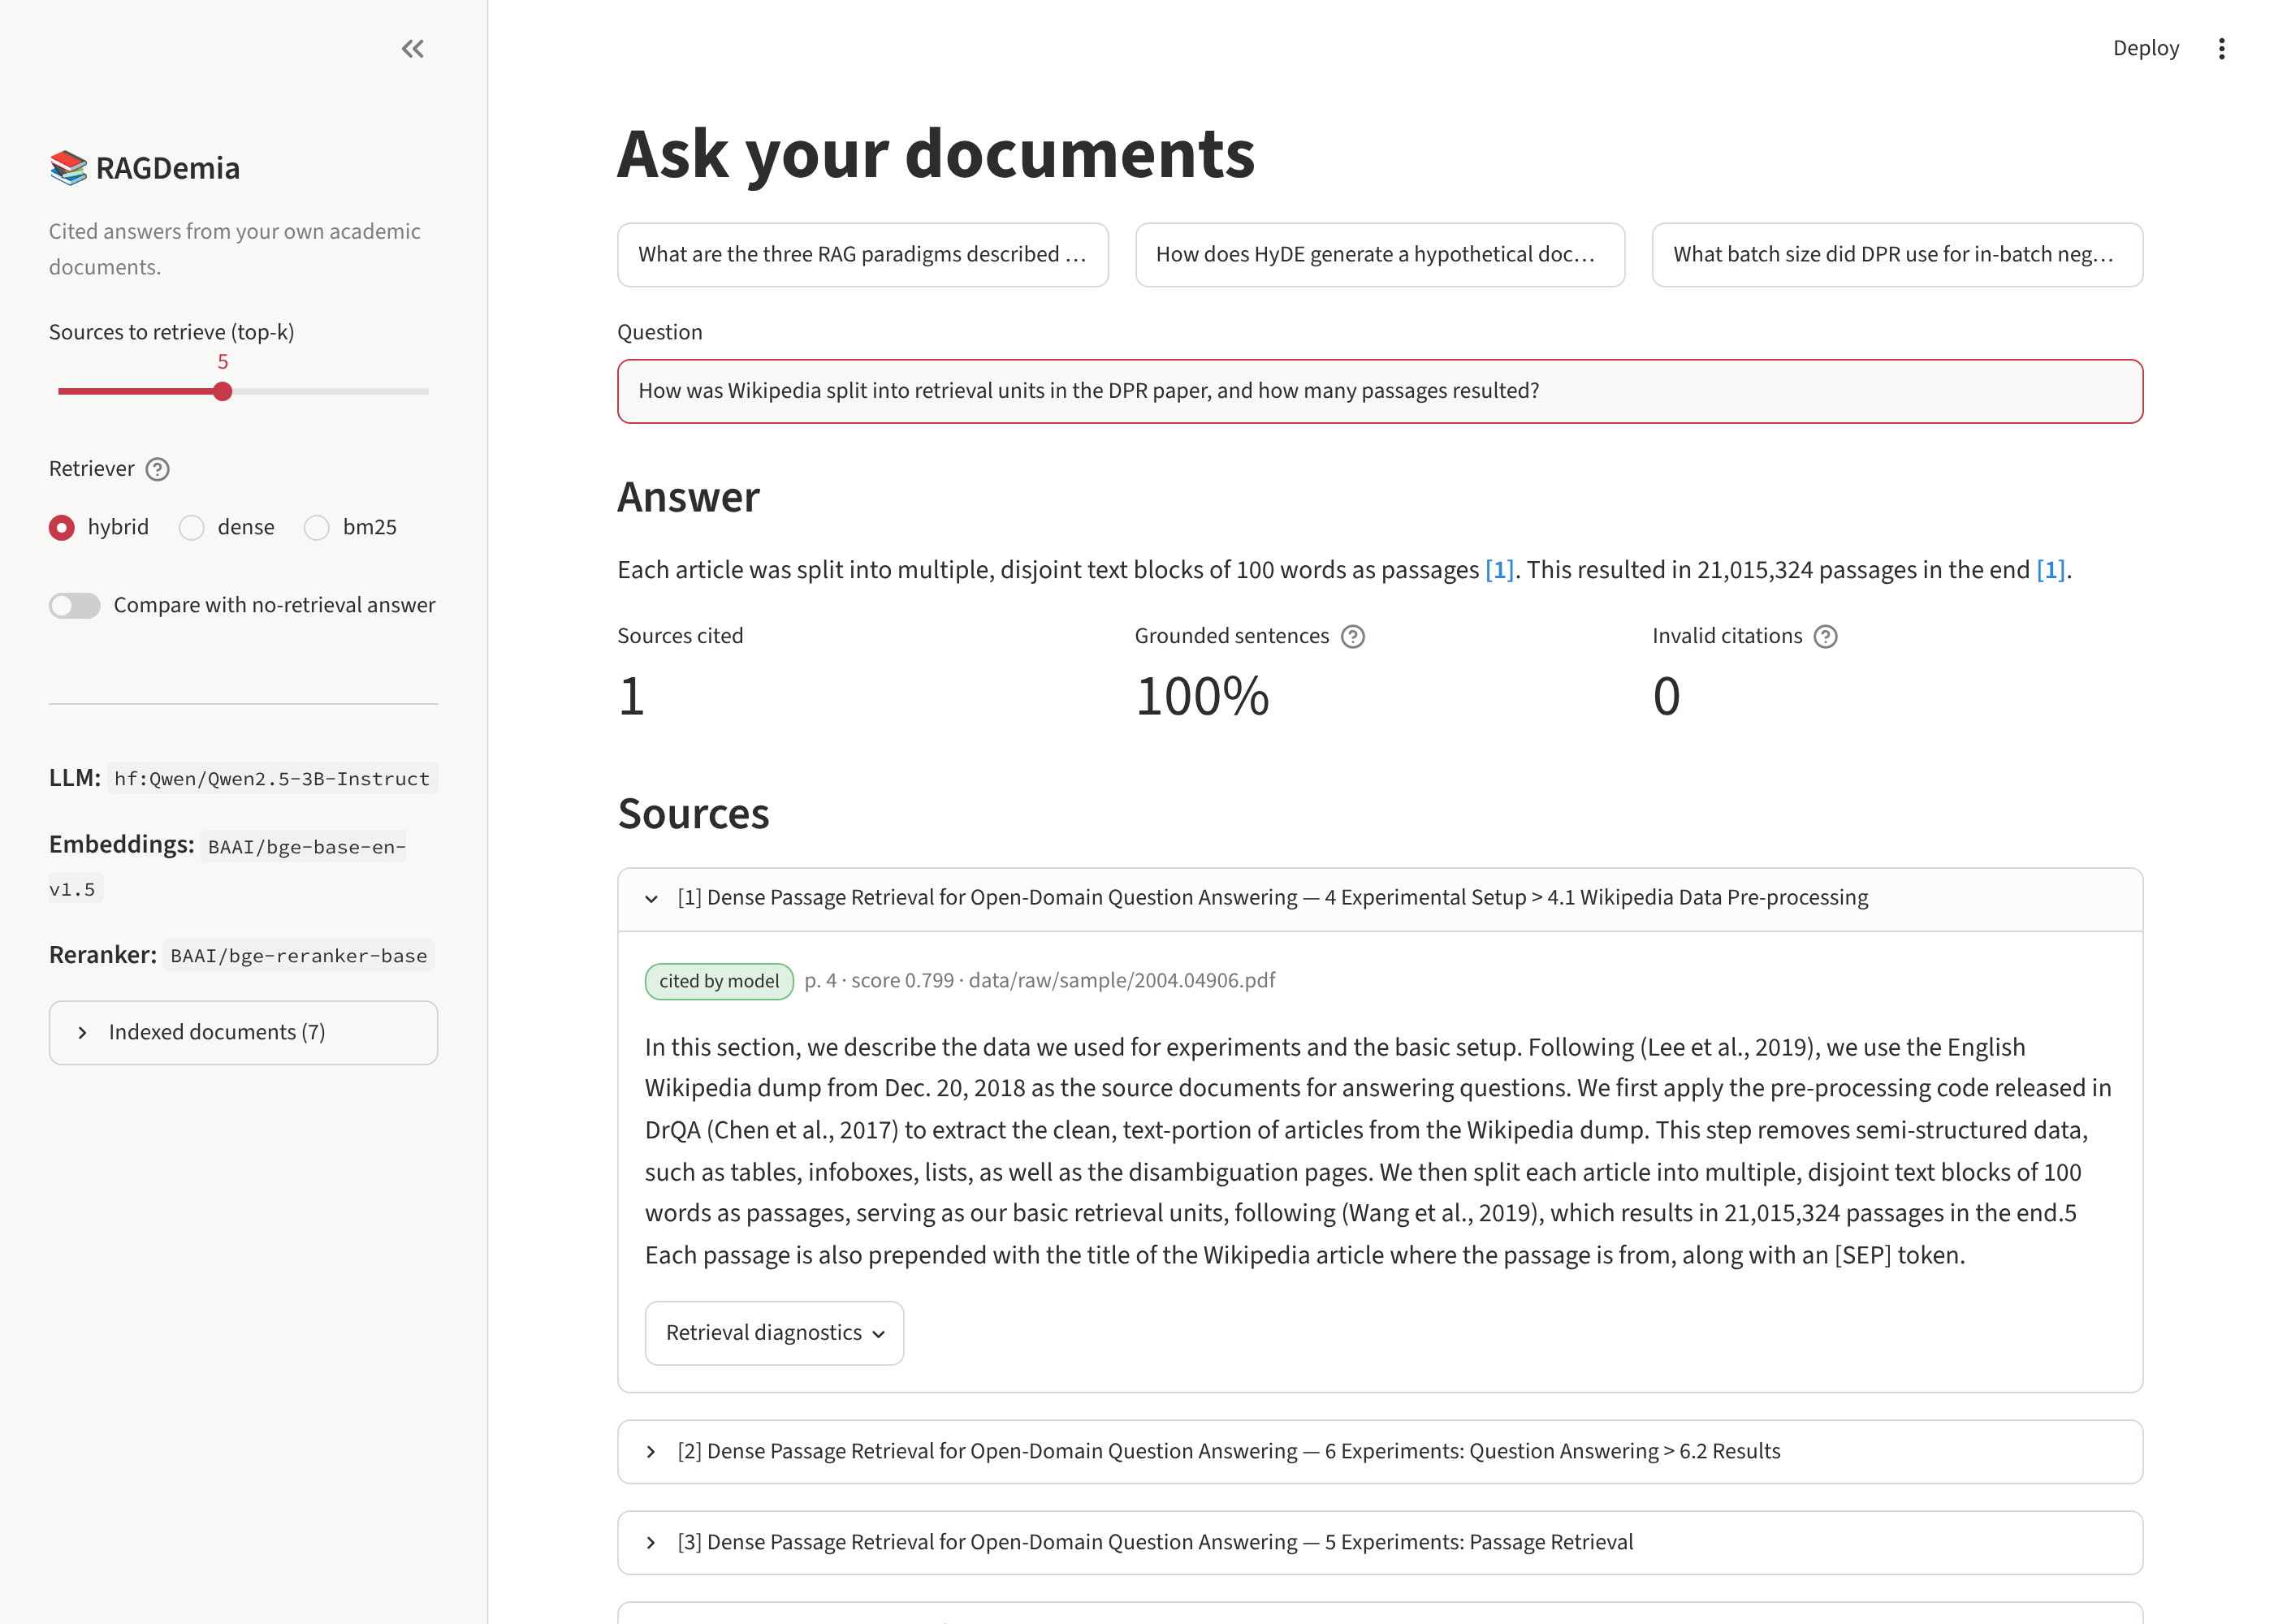 Deploy
📚 RAGDemia
Cited answers from your own academic
documents.
Sources to retrieve (top-k)
5
Retriever
hybrid
dense
bm25
Compare with no-retrieval answer
LLM: hf:Qwen/Qwen2.5-3B-Instruct
Embeddings: BAAI/bge-base-en-
v1.5
Reranker: BAAI/bge-reranker-base
Indexed documents (7)
Ask your documents
What are the three RAG paradigms described …
How does HyDE generate a hypothetical doc…
What batch size did DPR use for in-batch neg…
Question
How was Wikipedia split into retrieval units in the DPR paper, and how many passages resulted?
Answer
Each article was split into multiple, disjoint text blocks of 100 words as passages [1]. This resulted in 21,015,324 passages in the end [1].
Sources cited
1
Grounded sentences
100%
Invalid citations
0
Sources
[1] Dense Passage Retrieval for Open-Domain Question Answering — 4 Experimental Setup > 4.1 Wikipedia Data Pre-processing
cited by model p. 4 · score 0.799 · data/raw/sample/2004.04906.pdf
In this section, we describe the data we used for experiments and the basic setup. Following (Lee et al., 2019), we use the English
Wikipedia dump from Dec. 20, 2018 as the source documents for answering questions. We first apply the pre-processing code released in
DrQA (Chen et al., 2017) to extract the clean, text-portion of articles from the Wikipedia dump. This step removes semi-structured data,
such as tables, infoboxes, lists, as well as the disambiguation pages. We then split each article into multiple, disjoint text blocks of 100
words as passages, serving as our basic retrieval units, following (Wang et al., 2019), which results in 21,015,324 passages in the end.5
Each passage is also prepended with the title of the Wikipedia article where the passage is from, along with an [SEP] token.
Retrieval diagnostics
[2] Dense Passage Retrieval for Open-Domain Question Answering — 6 Experiments: Question Answering > 6.2 Results
[3] Dense Passage Retrieval for Open-Domain Question Answering — 5 Experiments: Passage Retrieval